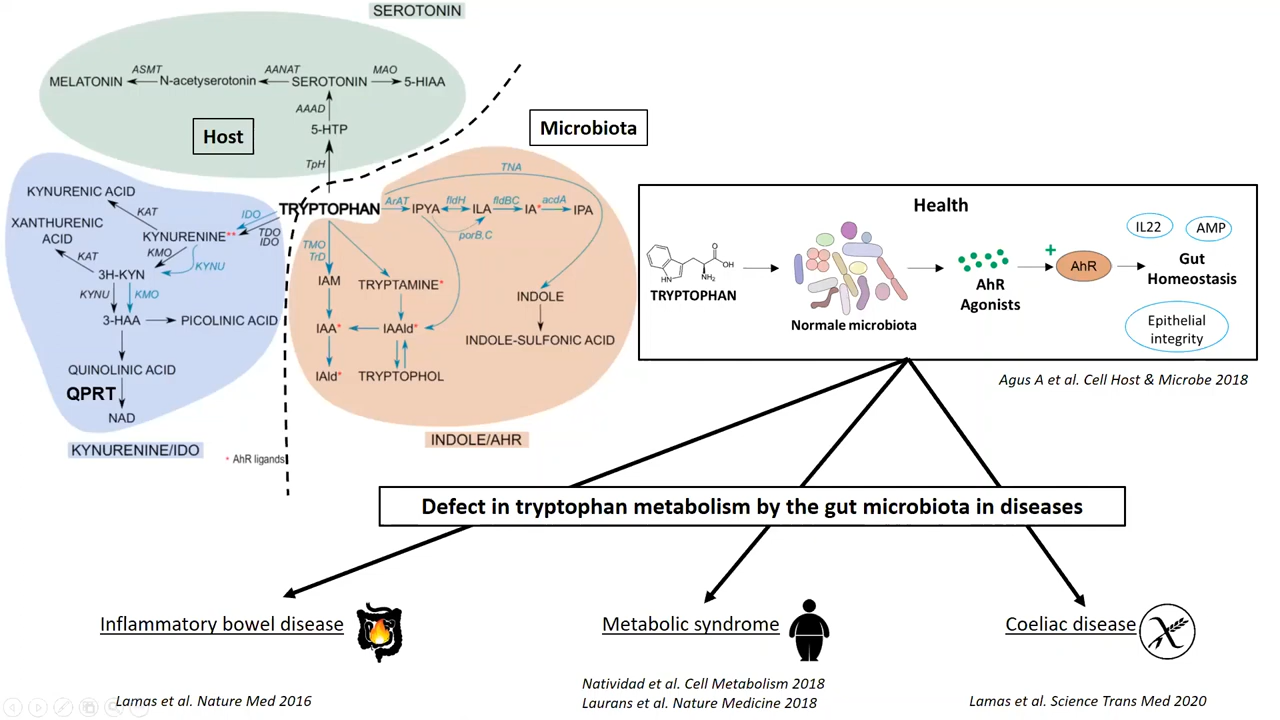 SEROTONIN
MELATONIN
ASMT
N-acetyserotonin
AANAT
SEROTONIN
MAO
5-HIAA
AAAD
5-HTP
TpH
Host
Microbiota
KYNURENIC ACID
KAT
IDO
TDO
IDO
XANTHURENIC
ACID
KYNURENINE**
KMO
KYNU
KAT
3H-KYN
KYNU
KMO
3-HAA
PICOLINIC ACID
QUINOLINIC ACID
QPRT
NAD
KYNURENINE/IDO
* AhR ligands
TRYPTOPHAN
TNA
ArAT
IPYA
fldH
ILA
fldBC
IA*
acdA
IPA
porB,C
TMO
TrD
IAM
TRYPTAMINE*
IAA*
IAAld*
IAld*
TRYPTOPHOL
INDOLE
INDOLE-SULFONIC ACID
INDOLE/AHR
Health
O
OH
NH₂
HN
TRYPTOPHAN
Normale microbiota
AhR
Agonists
+
AhR
IL22
AMP
Gut
Homeostasis
Epithelial
integrity
Agus A et al. Cell Host & Microbe 2018
Defect in tryptophan metabolism by the gut microbiota in diseases
Inflammatory bowel disease
Metabolic syndrome
Coeliac disease
Lamas et al. Nature Med 2016
Natividad et al. Cell Metabolism 2018
Laurans et al. Nature Medicine 2018
Lamas et al. Science Trans Med 2020